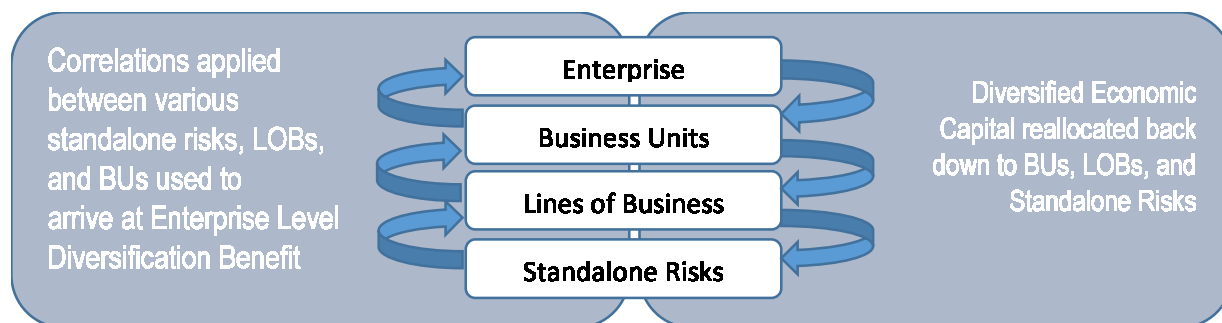 Correlations applied
between various
standalone risks, LOBs,
and BUs used to
arrive at Enterprise Level
Diversification Benefit
Enterprise
Business Units
Lines of Business
Standalone Risks
Diversified Economic
Capital reallocated back
down to BUs, LOBs, and
Standalone Risks